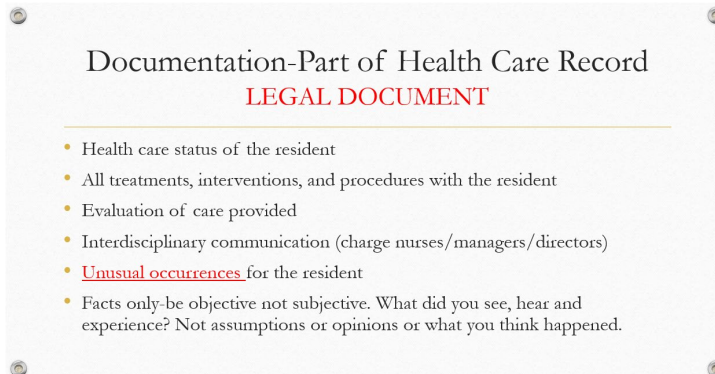 Documentation-Part of Health Care Record
LEGAL DOCUMENT
• Health care status of the resident
• All treatments, interventions, and procedures with the resident
• Evaluation of care provided
• Interdisciplinary communication (charge nurses/managers/directors)
• Unusual occurrences for the resident
• Facts only-be objective not subjective. What did you see, hear and
experience? Not assumptions or opinions or what you think happened.